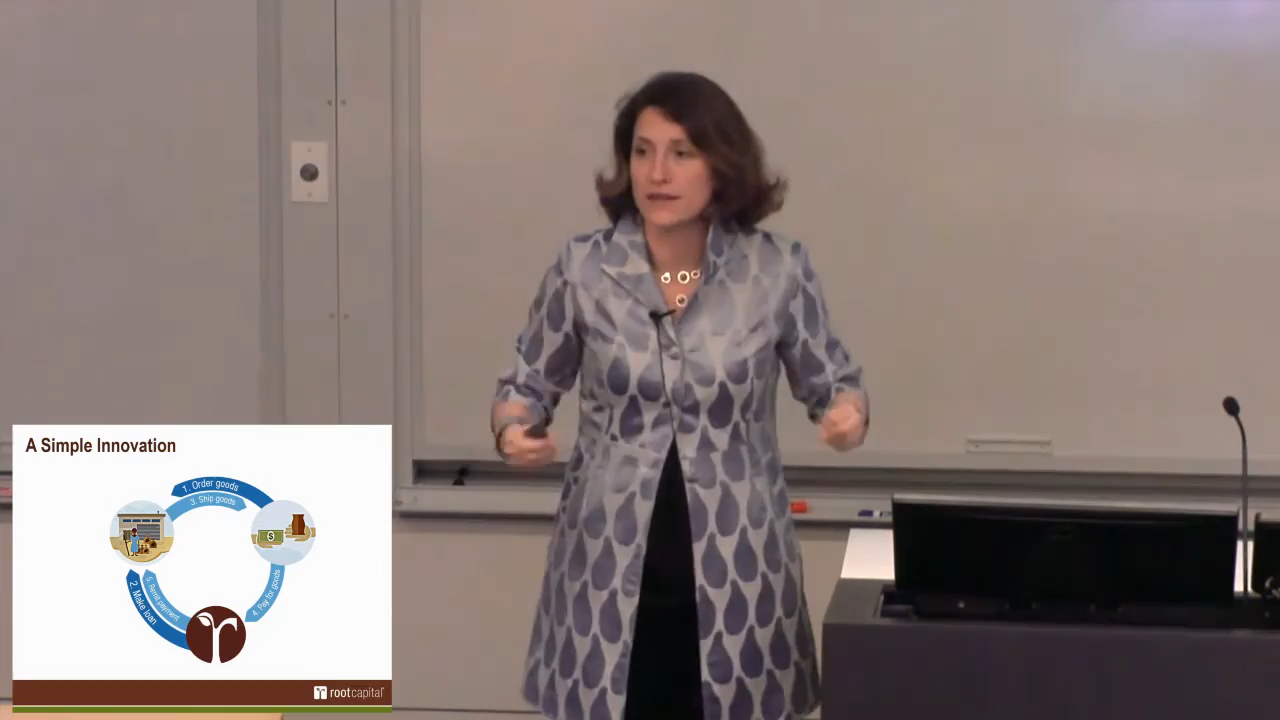 A Simple Innovation
1. Order goods
3. Ship goods
$
2. Make loan
5. Remit payment
4. Pay for goods
rootcapital